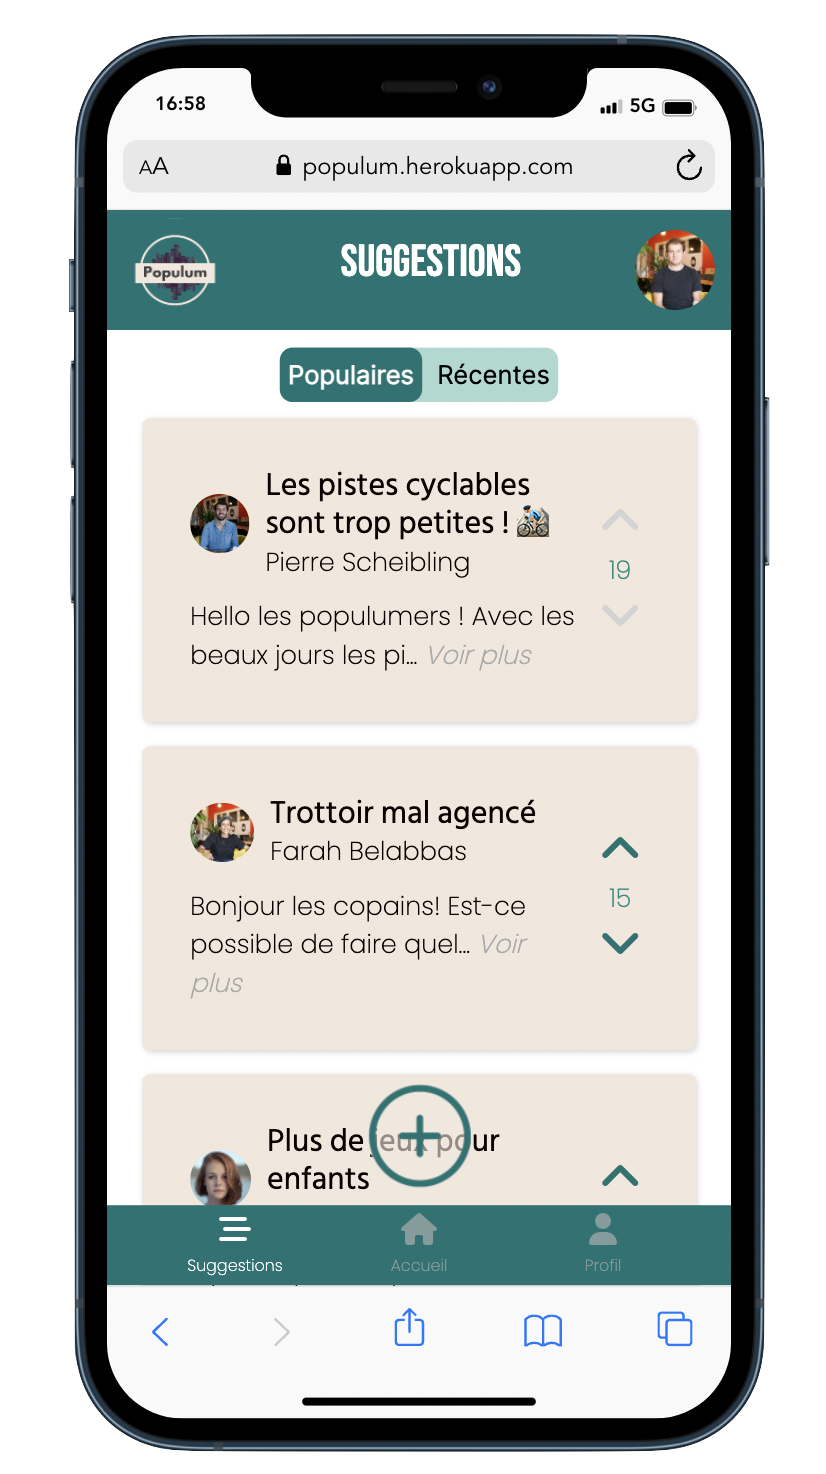 16:58
5G
AA
populum.herokuapp.com
Populum
SUGGESTIONS
Populaires
Récentes
Les pistes cyclables
sont trop petites ! 🚵
Pierre Scheibling
19
Hello les populumers ! Avec les
beaux jours les pi... Voir plus
Trottoir mal agencé
Farah Belabbas
15
Bonjour les copains! Est-ce
possible de faire quel... Voir
plus
Plus de jeux pour
enfants
Suggestions
Accueil
Profil